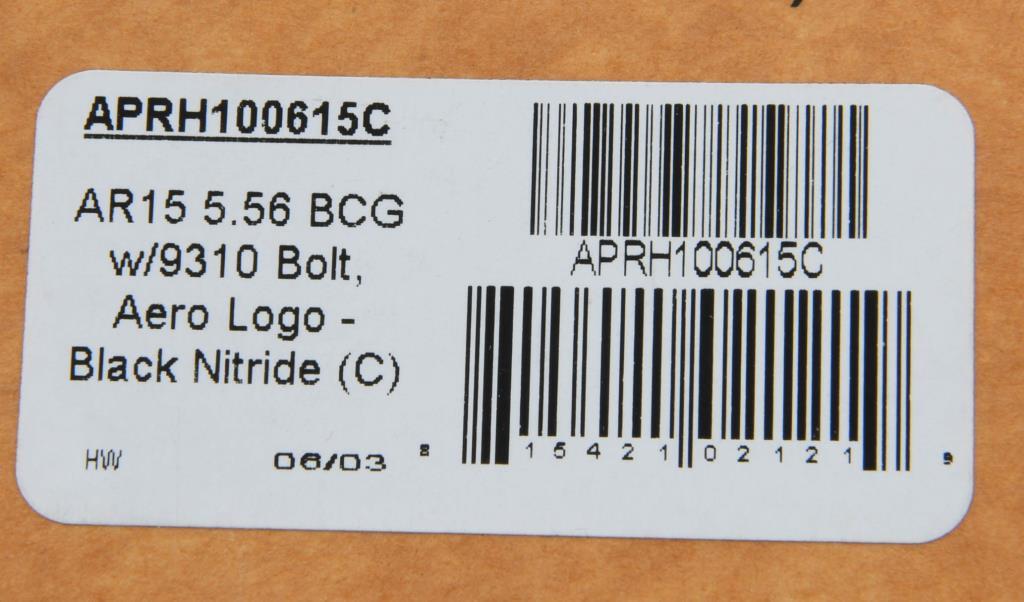 APRH100615C
AR15 5.56 BCG
w/9310 Bolt,
Aero Logo -
Black Nitride (C)
HW 06/03
APRH100615C
8 15421 02121 9